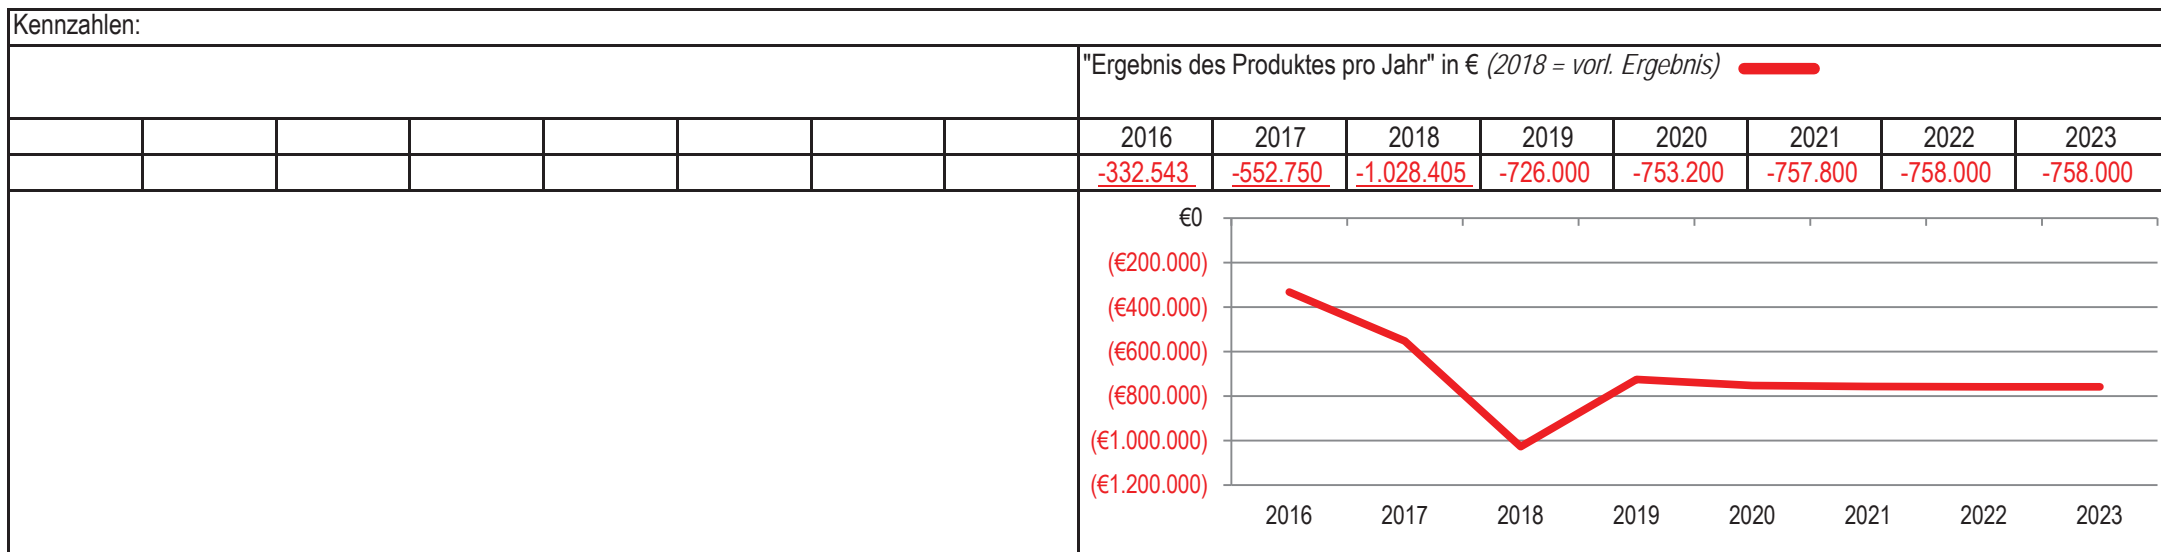 Kennzahlen:
"Ergebnis des Produktes pro Jahr" in € (2018 = vorl. Ergebnis)
2016 2017 2018 2019 2020 2021 2022 2023
-332.543 -552.750 -1.028.405 -726.000 -753.200 -757.800 -758.000 -758.000
€0
(€200.000)
(€400.000)
(€600.000)
(€800.000)
(€1.000.000)
(€1.200.000)
2016 2017 2018 2019 2020 2021 2022 2023